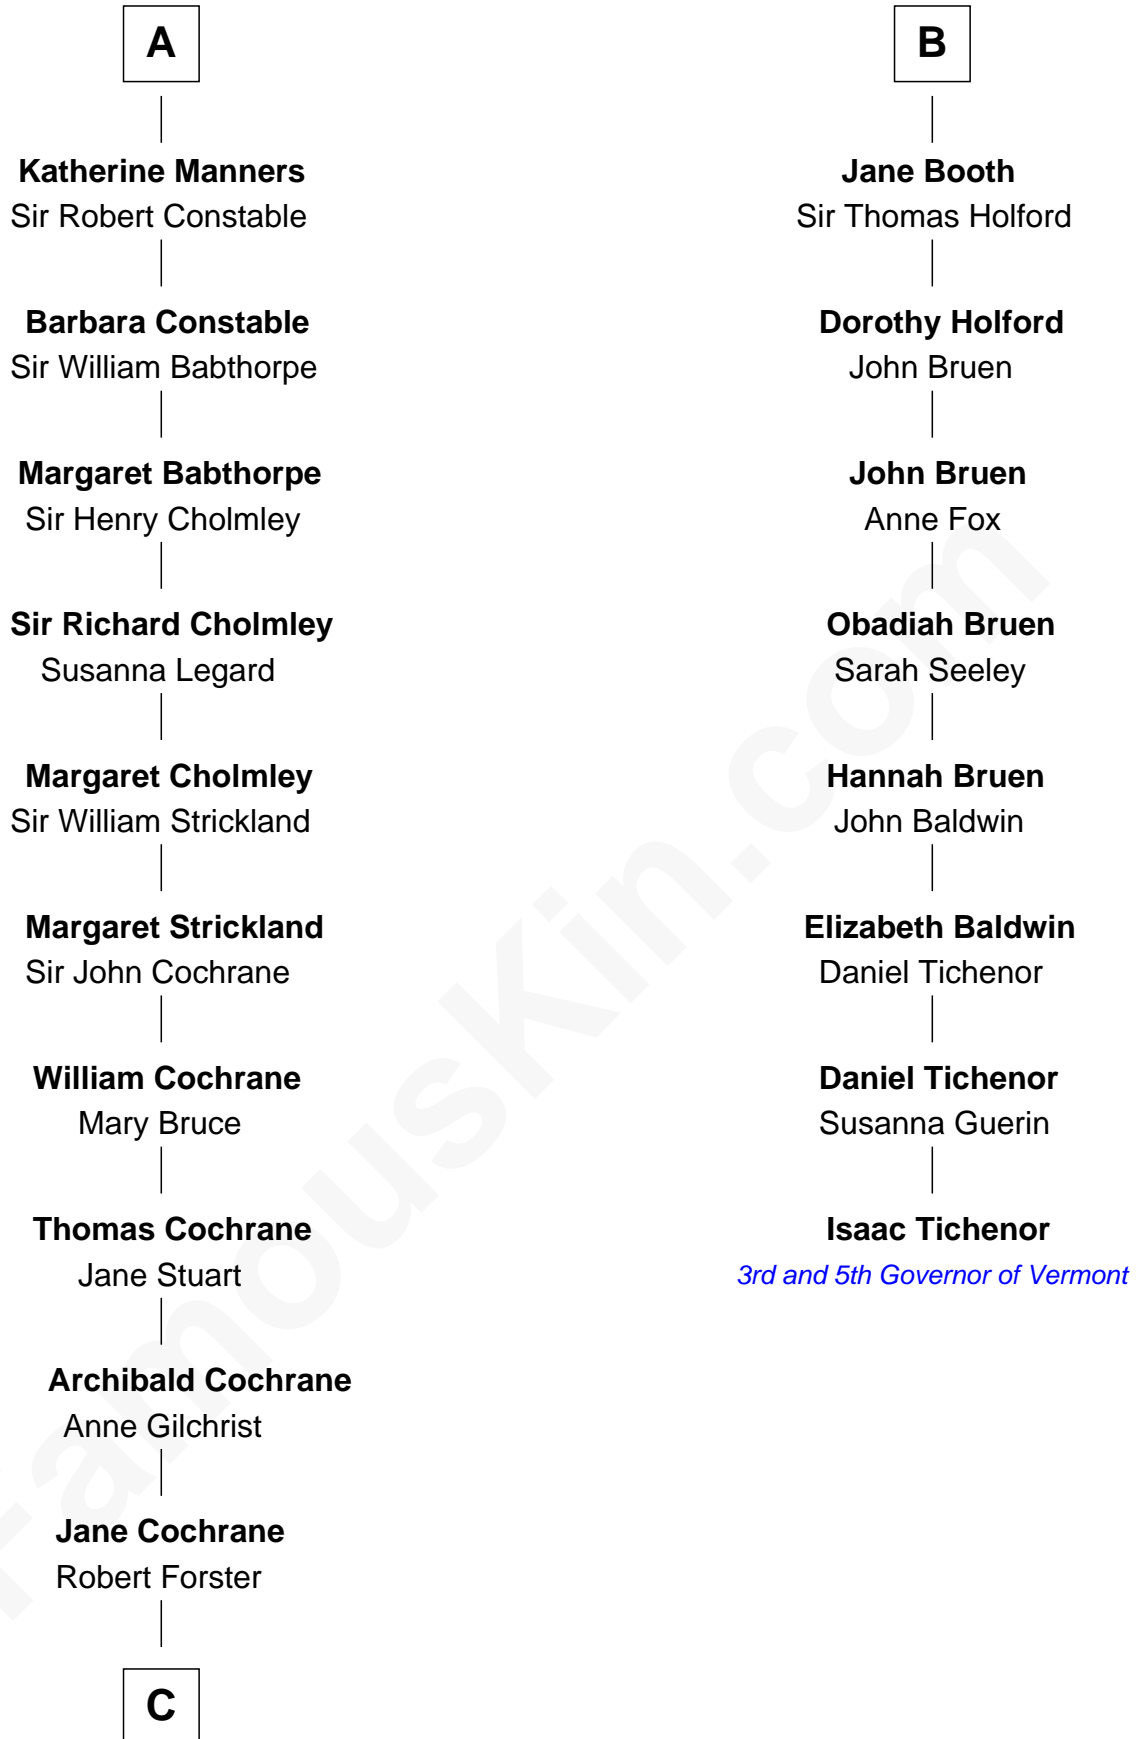 A
Katherine Manners
Sir Robert Constable
Barbara Constable
Sir William Babthorpe
Margaret Babthorpe
Sir Henry Cholmley
Sir Richard Cholmley
Susanna Legard
Margaret Cholmley
Sir William Strickland
Margaret Strickland
Sir John Cochrane
William Cochrane
Mary Bruce
Thomas Cochrane
Jane Stuart
Archibald Cochrane
Anne Gilchrist
Jane Cochrane
Robert Forster
C
B
Jane Booth
Sir Thomas Holford
Dorothy Holford
John Bruen
John Bruen
Anne Fox
Obadiah Bruen
Sarah Seeley
Hannah Bruen
John Baldwin
Elizabeth Baldwin
Daniel Tichenor
Daniel Tichenor
Susanna Guerin
Isaac Tichenor
3rd and 5th Governor of Vermont
FamousKin.com